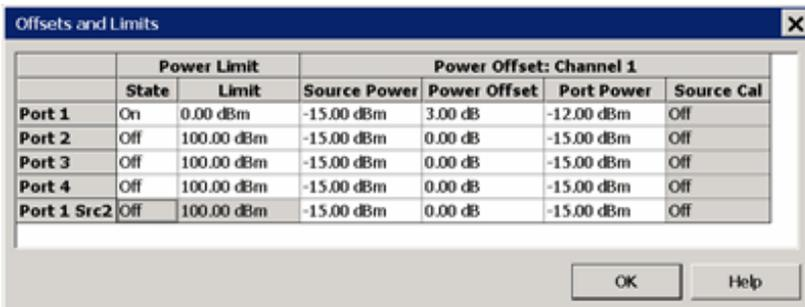 Offsets and Limits
Power Limit Power Offset: Channel 1
State Limit Source Power Power Offset Port Power Source Cal
Port 1 On 0.00 dBm -15.00 dBm 3.00 dB -12.00 dBm Off
Port 2 Off 100.00 dBm -15.00 dBm 0.00 dB -15.00 dBm Off
Port 3 Off 100.00 dBm -15.00 dBm 0.00 dB -15.00 dBm Off
Port 4 Off 100.00 dBm -15.00 dBm 0.00 dB -15.00 dBm Off
Port 1 Src2 Off 100.00 dBm -15.00 dBm 0.00 dB -15.00 dBm Off
OK Help